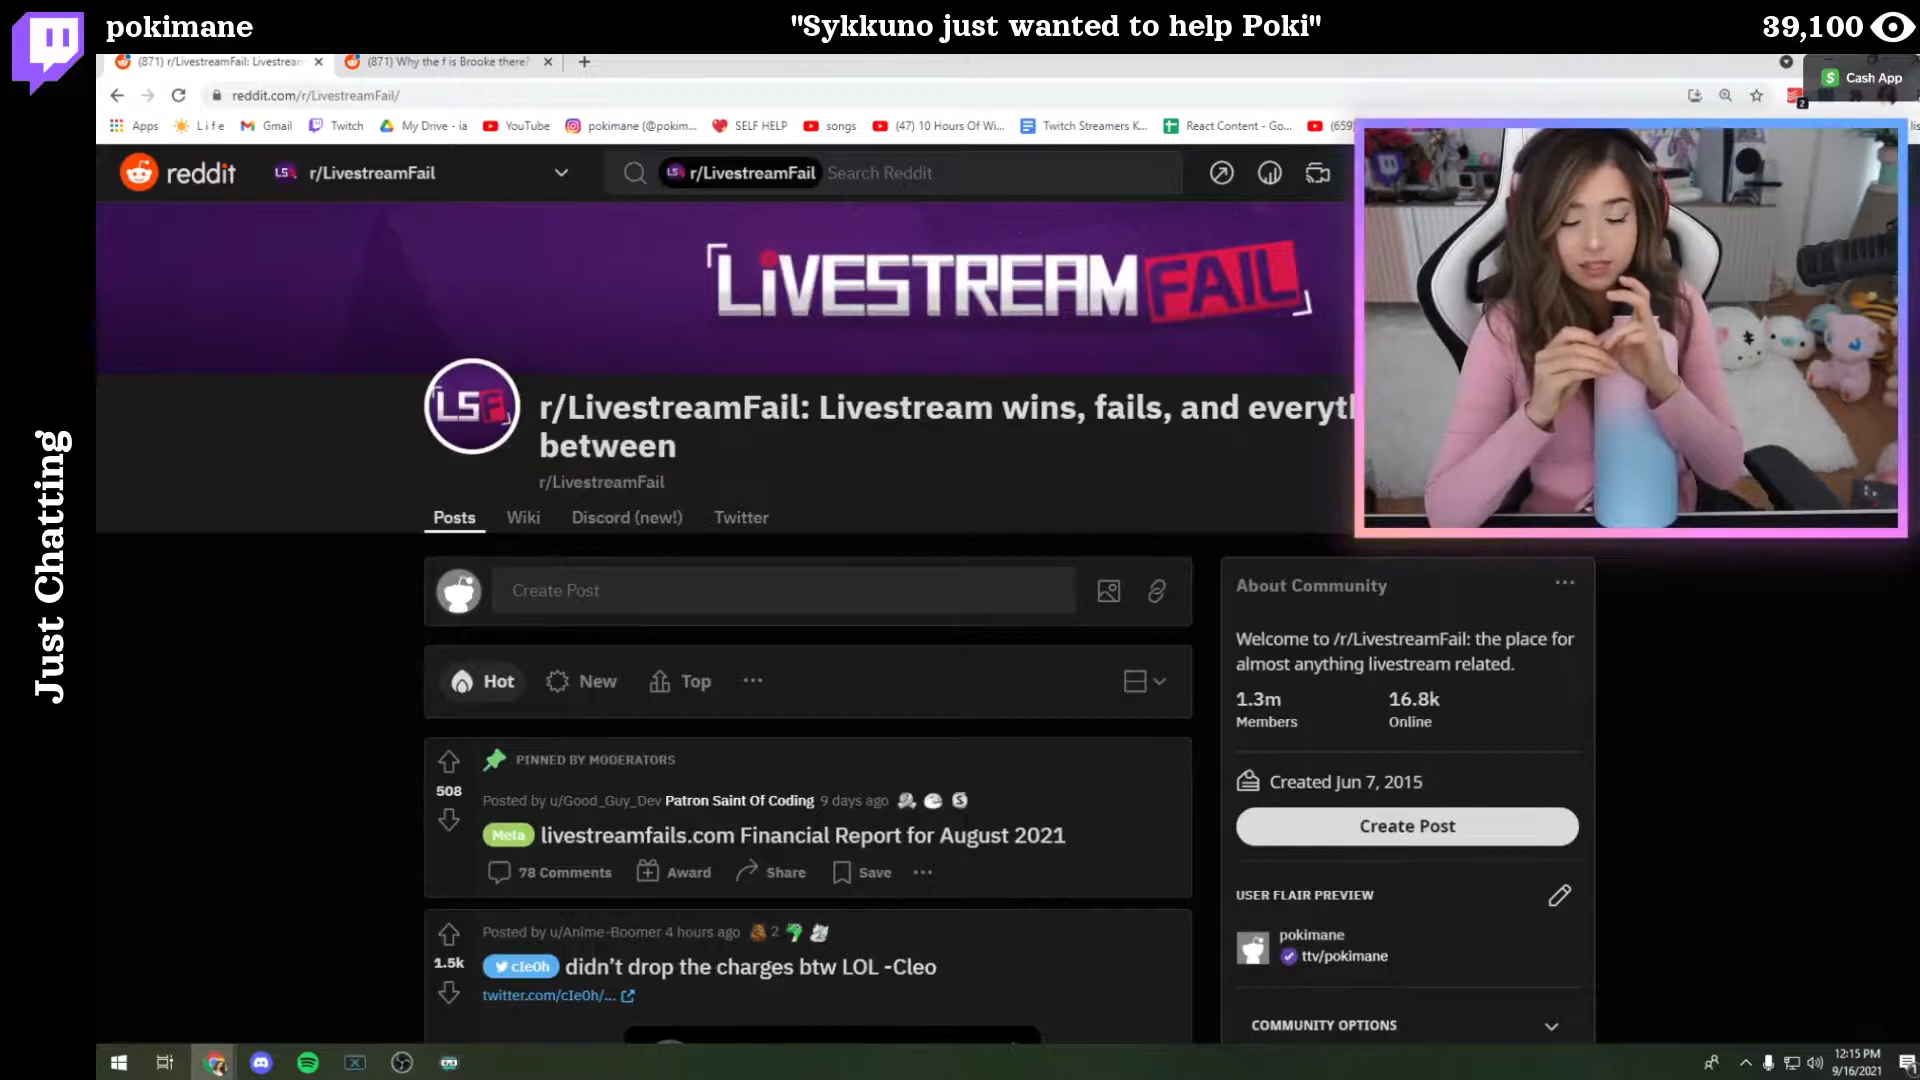 pokimane
"Sykkuno just wanted to help Poki"
39,100
Just Chatting
(871) r/LivestreamFail: Livestream
(871) Why the f is Brooke there?
Cash App
reddit.com/r/LivestreamFail/
2
Apps
Life
Gmail
Twitch
My Drive - ia
YouTube
pokimane (@pokim...
SELF HELP
songs
(47) 10 Hours Of Wi...
Twitch Streamers K...
React Content - Go...
(659)
reddit
r/LivestreamFail
r/LivestreamFail
Search Reddit
LIVESTREAM FAIL
LSF
r/LivestreamFail: Livestream wins, fails, and everyth
between
r/LivestreamFail
Posts
Wiki
Discord (new!)
Twitter
Create Post
Hot
New
Top
PINNED BY MODERATORS
508
Posted by u/Good_Guy_Dev Patron Saint Of Coding 9 days ago
Meta livestreamfails.com Financial Report for August 2021
78 Comments
Award
Share
Save
Posted by u/Anime-Boomer 4 hours ago 2
1.5k
cIe0h didn't drop the charges btw LOL -Cleo
twitter.com/cIe0h/...
About Community
Welcome to /r/LivestreamFail: the place for
almost anything livestream related.
1.3m
16.8k
Members
Online
Created Jun 7, 2015
Create Post
USER FLAIR PREVIEW
pokimane
ttv/pokimane
COMMUNITY OPTIONS
12:15 PM
9/16/2021